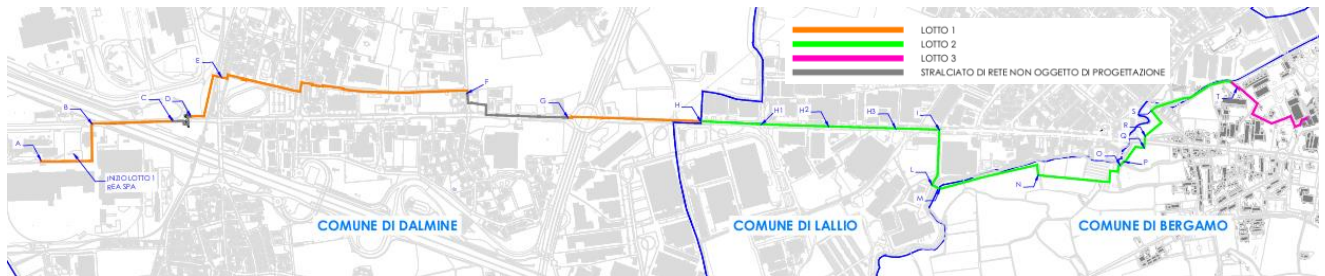 LOTTO 1
LOTTO 2
LOTTO 3
STRALCIATO DI RETE NON OGGETTO DI PROGETTAZIONE
A
INIZIO LOTTO 1
REA SPA
B
C
D
E
F
G
H
H1
H2
H3
I
L
M
N
O
P
Q
R
S
T
COMUNE DI DALMINE
COMUNE DI LALLIO
COMUNE DI BERGAMO